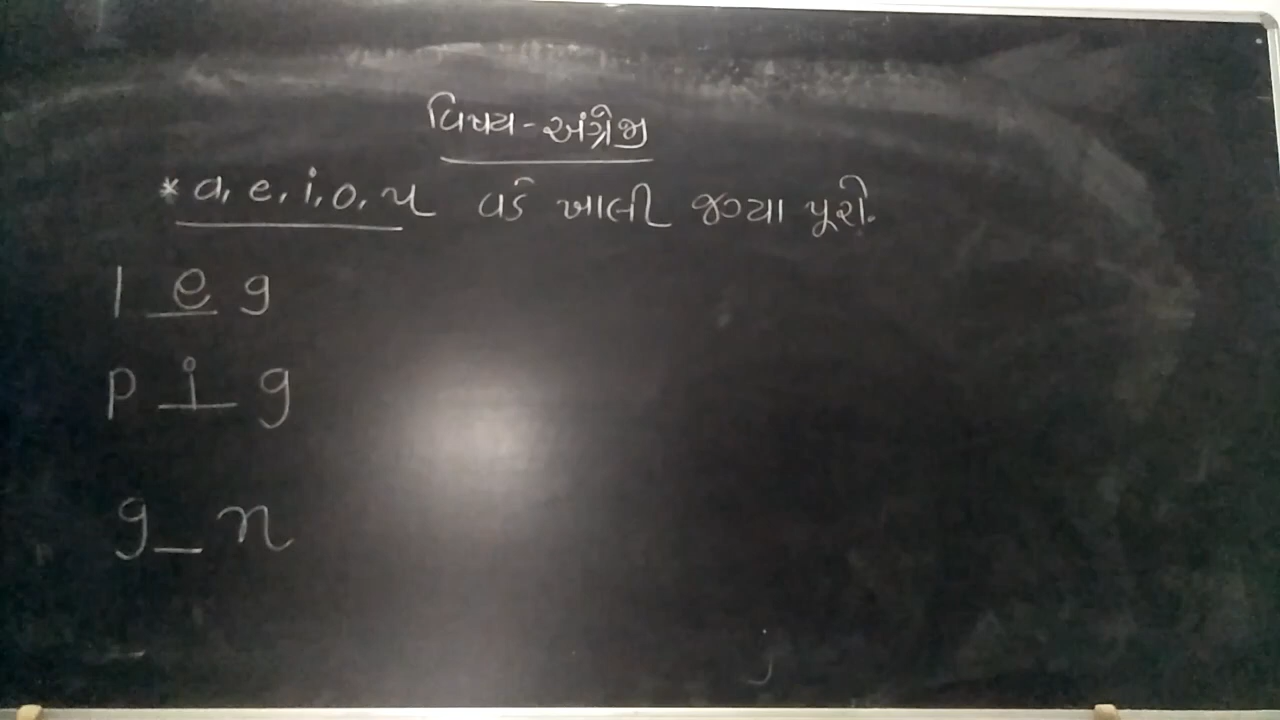 વિષય-અંગ્રેજી
* a, e, i, o, u વડે ખાલી જગ્યા પૂરો.
l e g
p i g
g _ n